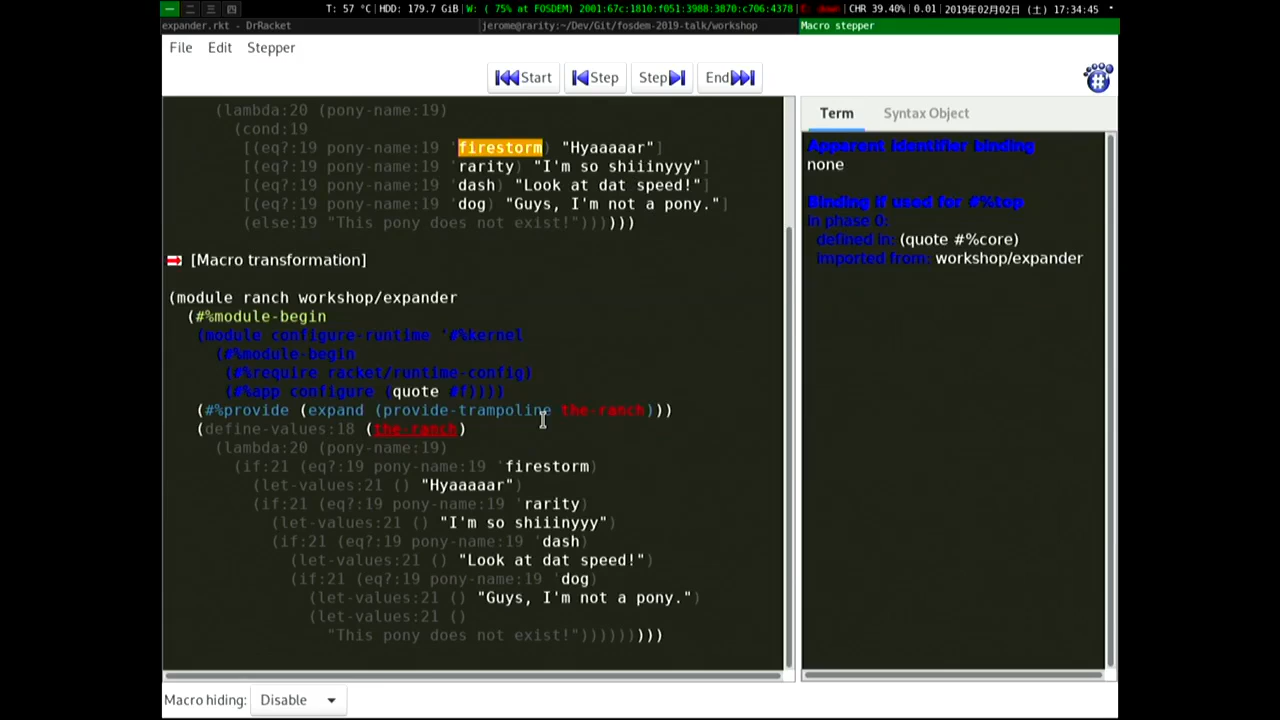 一 二 三 四 T: 57 °C|HDD: 179.7 GiB|W: ( 75% at FOSDEM) 2001:67c:1810:f051:3988:3870:c706:4378 | E: down|CHR 39.40%|0.01|2019年02月02日(土)|17:34:45
expander.rkt - DrRacket jerome@rarity:~/Dev/Git/fosdem-2019-talk/workshop Macro stepper
File Edit Stepper
Start Step Step End
(lambda:20 (pony-name:19)
(cond:19
[(eq?:19 pony-name:19 'firestorm) "Hyaaaaar"]
[(eq?:19 pony-name:19 'rarity) "I'm so shiiinyyy"]
[(eq?:19 pony-name:19 'dash) "Look at dat speed!"]
[(eq?:19 pony-name:19 'dog) "Guys, I'm not a pony."]
(else:19 "This pony does not exist!"))))))
[Macro transformation]
(module ranch workshop/expander
(#%module-begin
(module configure-runtime '#%kernel
(#%module-begin
(#%require racket/runtime-config)
(#%app configure (quote #f))))
(#%provide (expand (provide-trampoline the-ranch)))
(define-values:18 (the-ranch)
(lambda:20 (pony-name:19)
(if:21 (eq?:19 pony-name:19 'firestorm)
(let-values:21 () "Hyaaaaar")
(if:21 (eq?:19 pony-name:19 'rarity)
(let-values:21 () "I'm so shiiinyyy")
(if:21 (eq?:19 pony-name:19 'dash)
(let-values:21 () "Look at dat speed!")
(if:21 (eq?:19 pony-name:19 'dog)
(let-values:21 () "Guys, I'm not a pony.")
(let-values:21 ()
"This pony does not exist!")))))))))
Macro hiding: Disable
Term Syntax Object
Apparent identifier binding
none
Binding if used for #%top
in phase 0:
defined in: (quote #%core)
imported from: workshop/expander